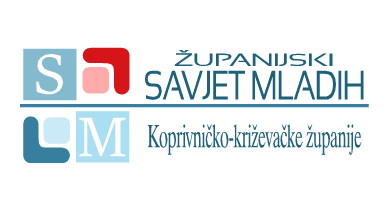 S
ŽUPANIJSKI
SAVJET MLADIH
M
Koprivničko-križevačke županije